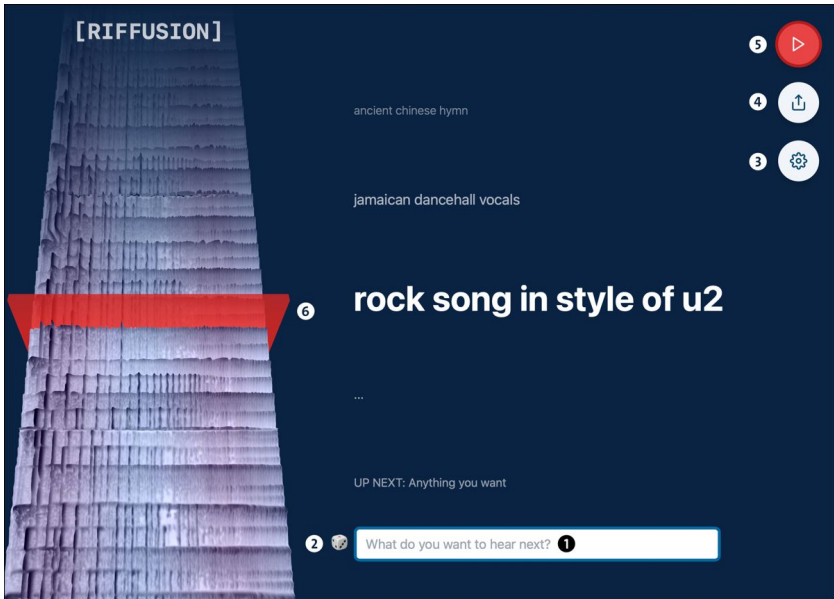 [RIFFUSION]
5
ancient chinese hymn
4
3
jamaican dancehall vocals
6
rock song in style of u2
...
UP NEXT: Anything you want
2
What do you want to hear next? 1